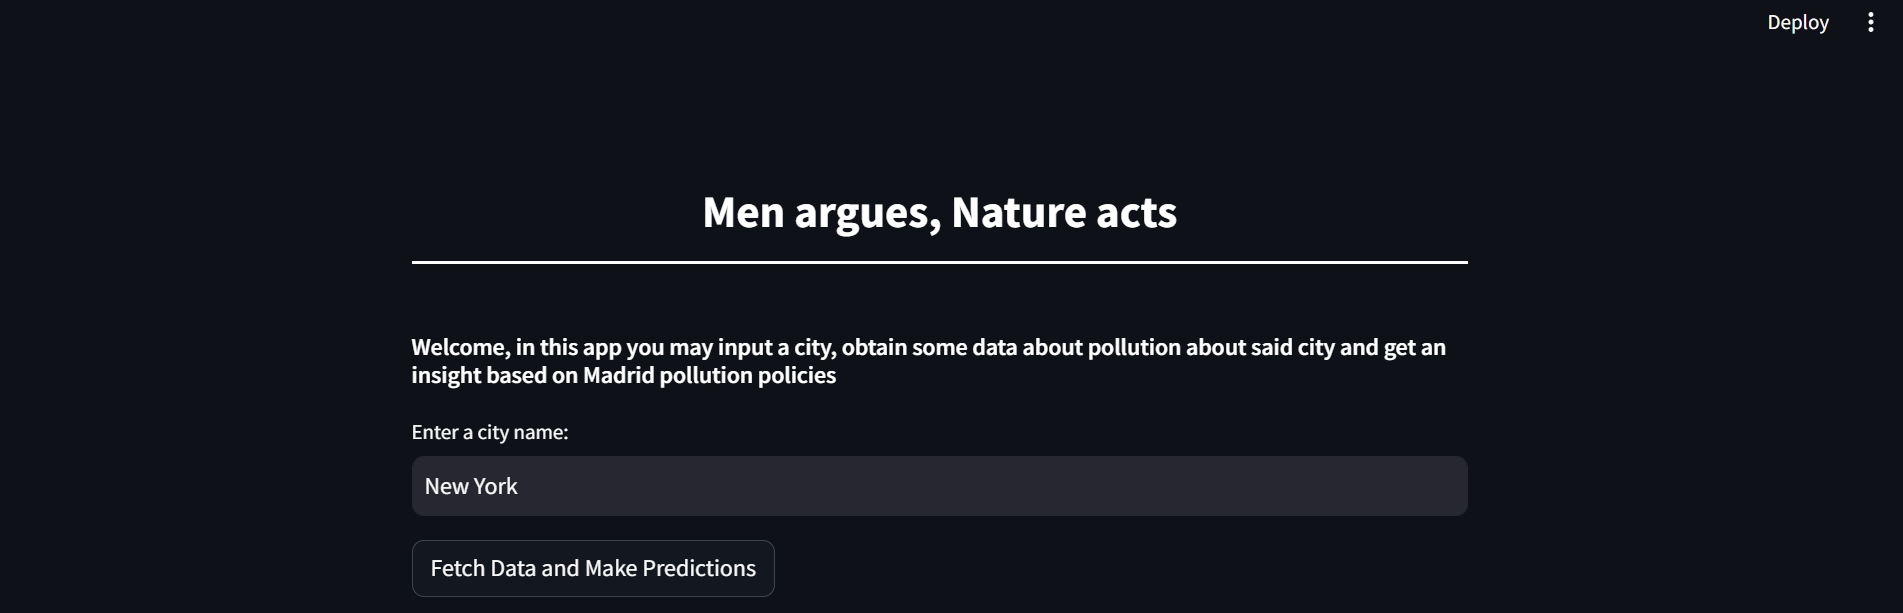 Deploy
Men argues, Nature acts
Welcome, in this app you may input a city, obtain some data about pollution about said city and get an
insight based on Madrid pollution policies
Enter a city name:
New York
Fetch Data and Make Predictions